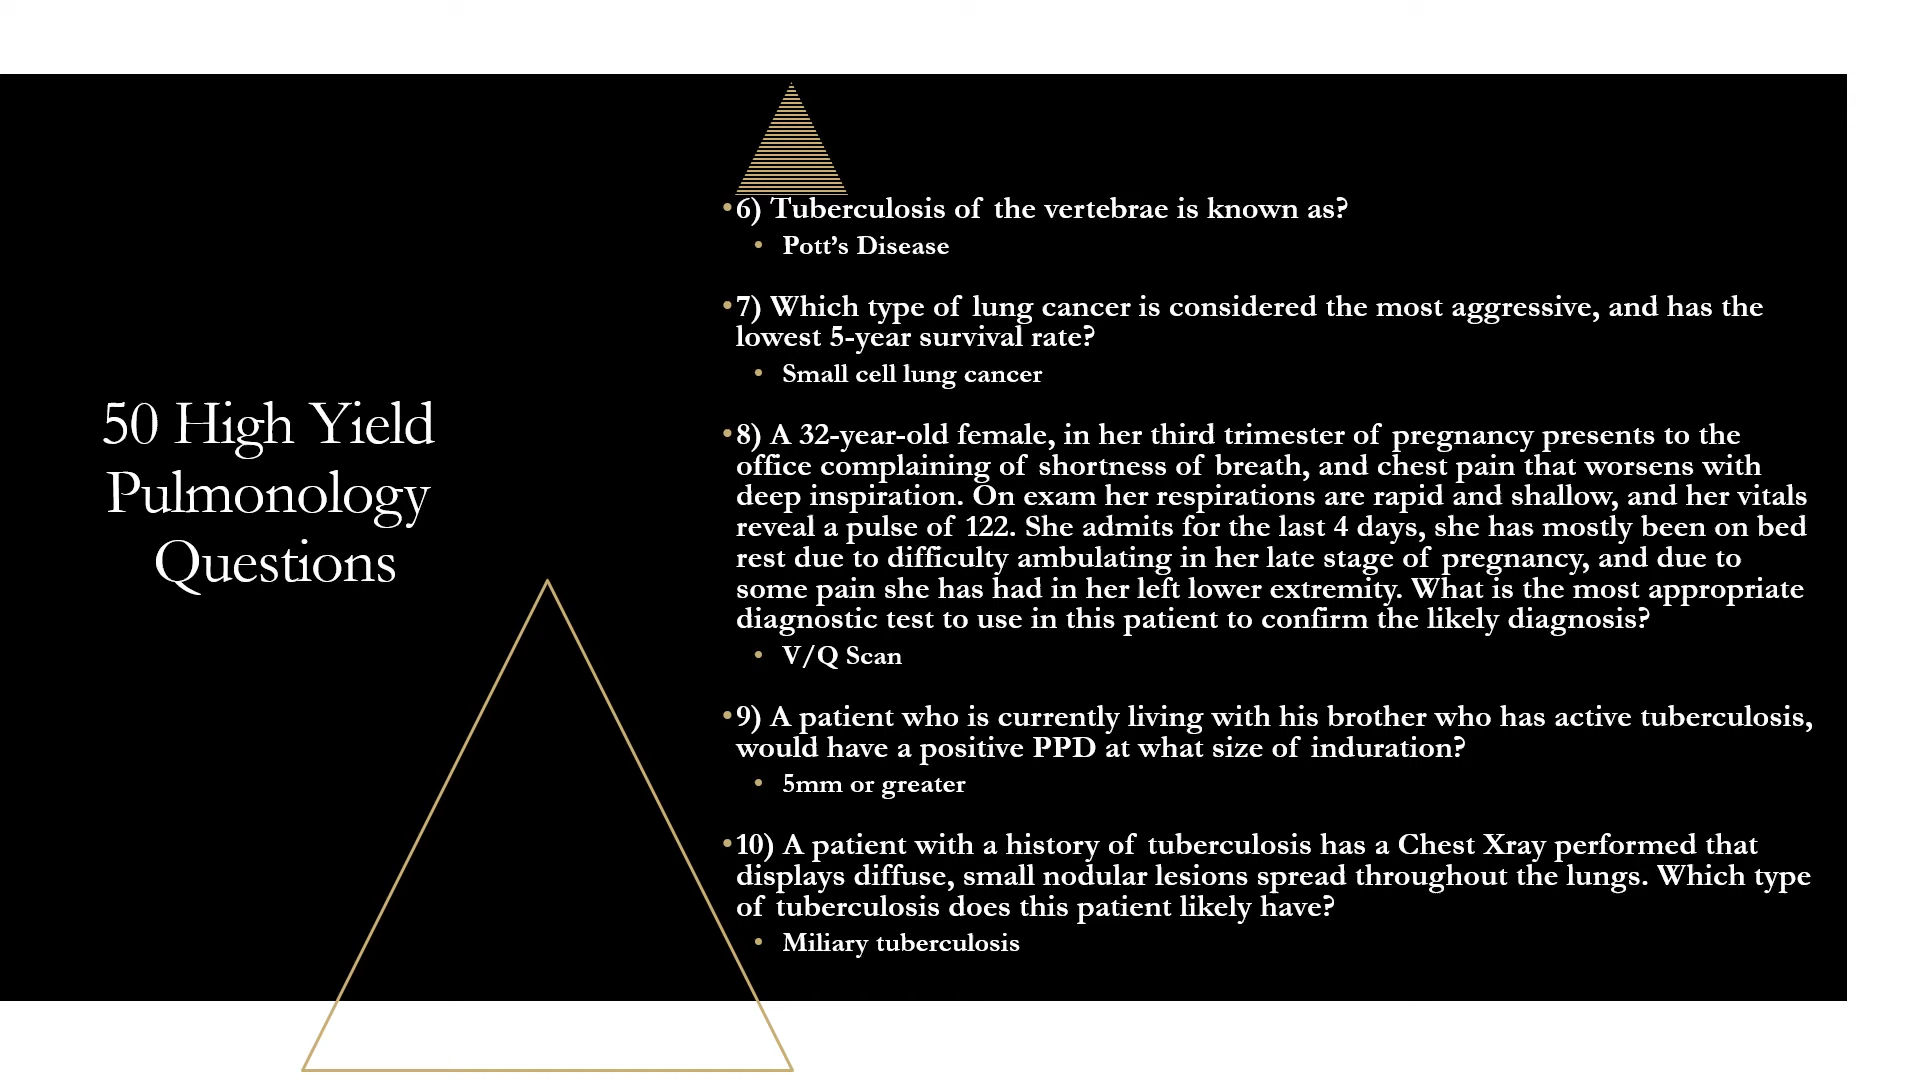 50 High Yield
Pulmonology
Questions
•6) Tuberculosis of the vertebrae is known as?
• Pott’s Disease
•7) Which type of lung cancer is considered the most aggressive, and has the
lowest 5-year survival rate?
• Small cell lung cancer
•8) A 32-year-old female, in her third trimester of pregnancy presents to the
office complaining of shortness of breath, and chest pain that worsens with
deep inspiration. On exam her respirations are rapid and shallow, and her vitals
reveal a pulse of 122. She admits for the last 4 days, she has mostly been on bed
rest due to difficulty ambulating in her late stage of pregnancy, and due to
some pain she has had in her left lower extremity. What is the most appropriate
diagnostic test to use in this patient to confirm the likely diagnosis?
• V/Q Scan
•9) A patient who is currently living with his brother who has active tuberculosis,
would have a positive PPD at what size of induration?
• 5mm or greater
•10) A patient with a history of tuberculosis has a Chest Xray performed that
displays diffuse, small nodular lesions spread throughout the lungs. Which type
of tuberculosis does this patient likely have?
• Miliary tuberculosis